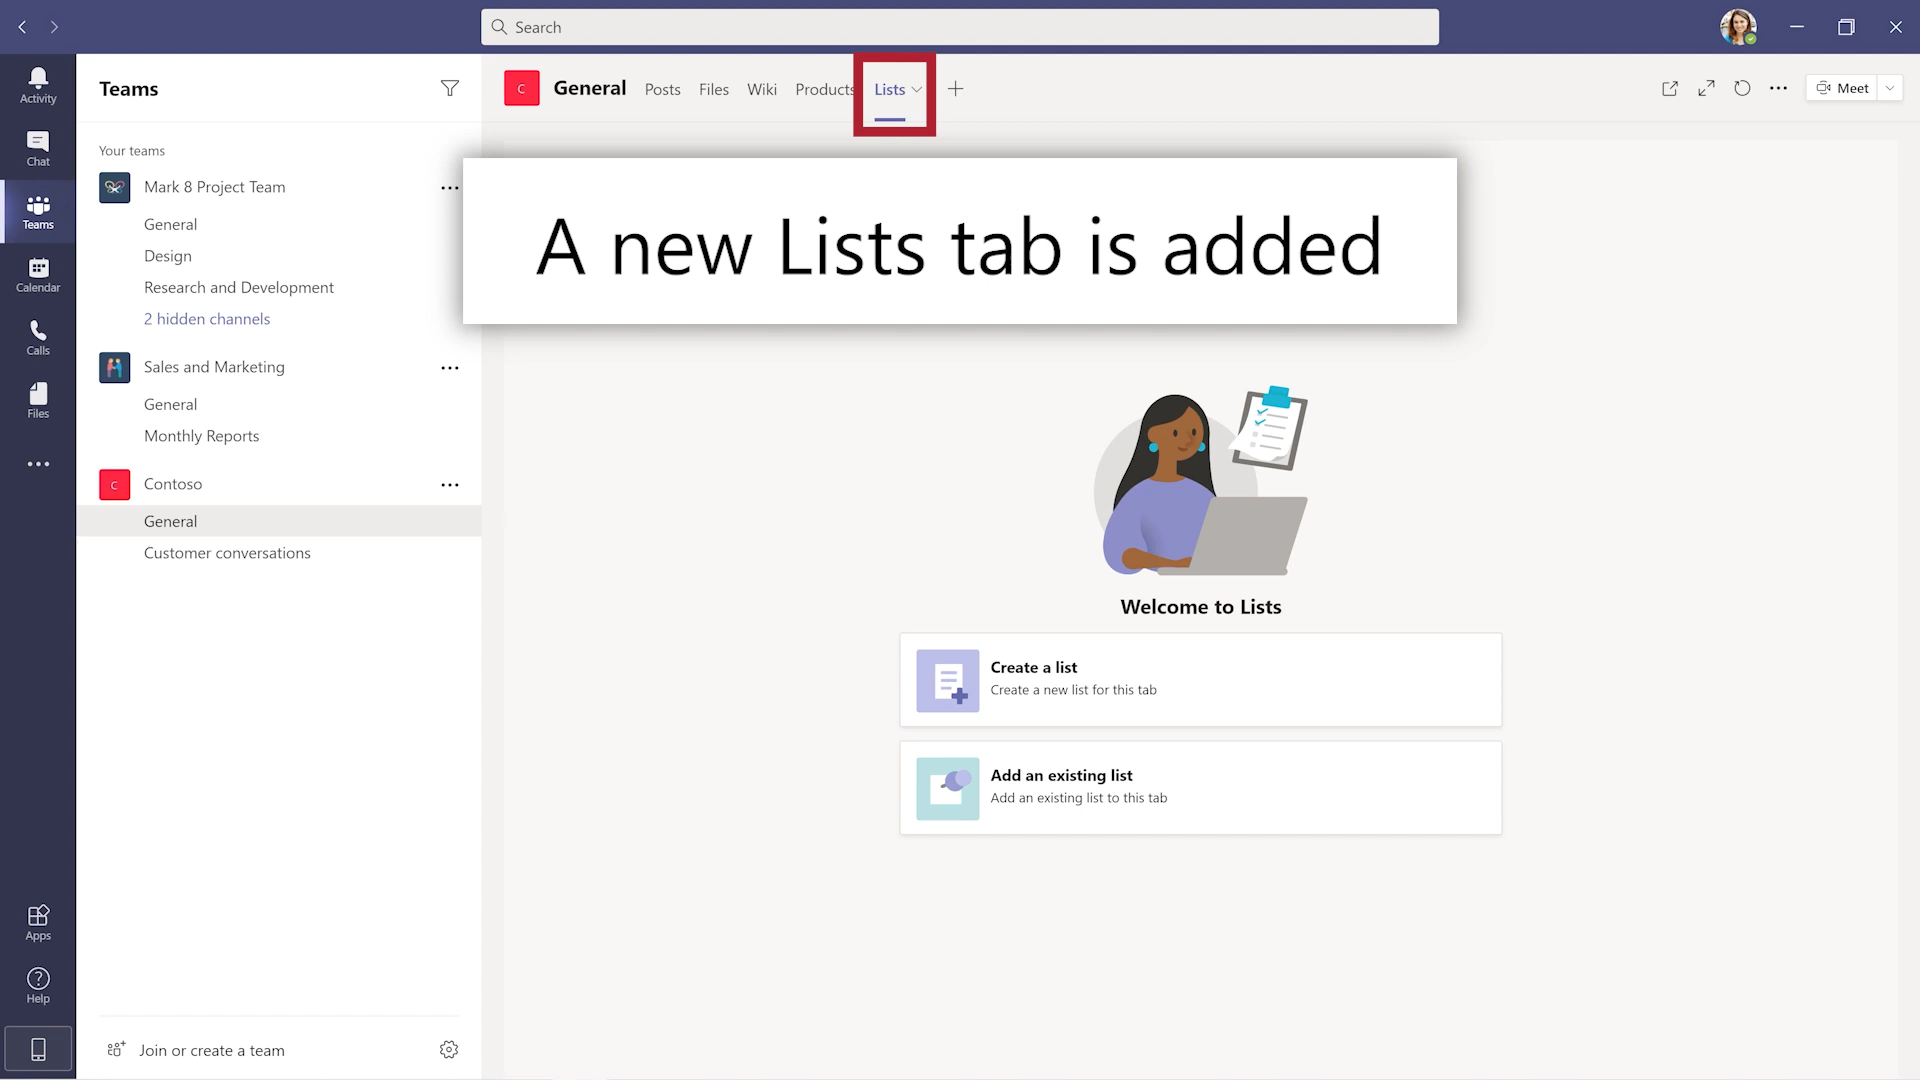 Search
Activity
Chat
Teams
Calendar
Calls
Files
Apps
Help
Teams
Your teams
Mark 8 Project Team
General
Design
Research and Development
2 hidden channels
Sales and Marketing
General
Monthly Reports
C Contoso
General
Customer conversations
Join or create a team
C General Posts Files Wiki Products Lists
Meet
A new Lists tab is added
Welcome to Lists
Create a list
Create a new list for this tab
Add an existing list
Add an existing list to this tab